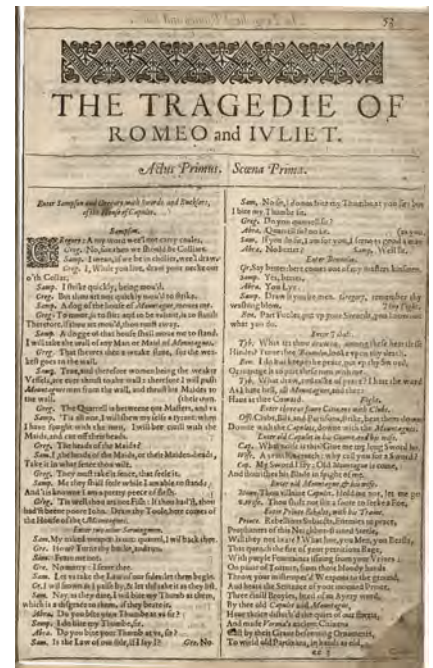 53
THE TRAGEDIE OF
ROMEO and IVLIET.
Actus Primus. Scœna Prima.
Enter Sampson and Gregory, with Swords and Bucklers,
of the House of Capulet.
Sampson.
Gregory: A my word wee'l not carry coales.
Greg. No, for then we should be Colliars.
Samp. I mean, if we be in choller, wee'l draw.
Greg. I, While you live, draw your necke out
o'th Collar.
Samp. I strike quickly, being mou'd.
Greg. But thou art not quickly mou'd to strike.
Samp. A dog of the house of Mountague, moues me.
Greg. To moue, is to stir: and to be valiant, is to stand:
Therefore, if thou art mou'd, thou runst away.
Samp. A dogge of that house shall moue me to stand.
I will take the wall of any Man or Maid of Mountagues.
Greg. That shewes thee a weake slaue, for the wea-
kest goes to the wall.
Samp. True, and therefore women being the weaker
Vessels, are euer thrust to the wall: therefore I will push
Mountagues men from the wall, and thrust his Maides to
the wall.
Greg. The Quarrell is betweene our Masters, and vs
(their men.
Samp. 'Tis all one, I will shew my selfe a tyrant: when
I haue fought with the men, I will bee ciuill with the
Maids, and cut off their heads.
Greg. The heads of the Maids?
Sam. I, the heads of the Maids, or their Maiden-heads,
Take it in what sence thou wilt.
Greg. They must take it sence, that feele it.
Samp. Me they shall feele while I am able to stand:
And 'tis knowne I am a pretty peece of flesh.
Greg. 'Tis well thou art not Fish: If thou had'st, thou
had'st beene poore Iohn. Draw thy Toole, here comes of
the House of the Mountagues.
Enter two other Seruingmen.
Sam. My naked weapon is out: quarrel, I wil back thee
Gre. How? Turne thy backe, and run.
Sam. Feare me not.
Gre. No marry: I feare thee.
Sam. Let vs take the Law of our sides: let them begin.
Gr. I wil frown as I passe by, & let thē take it as they list
Sam. Nay, as they dare. I wil bite my Thumb at them,
which is a disgrace to them, if they beare it.
Abra. Do you bite your Thumbe at vs sir?
Samp. I do bite my Thumbe, sir.
Abra. Do you bite your Thumb at vs, sir?
Sam. Is the Law of our side, if I say I? Gre. No.
Sam. No sir, I do not bite my Thumbe at you sir: but
I bite my Thumbe sir.
Greg. Do you quarrell sir?
Abra. Quarrell sir? no sir.
Sam. If you do sir, I am for you, I serue as good a man
as you.
Abra. No better? Samp. Well sir.
Enter Benuolio.
Gr. Say better: here comes one of my masters kinsmen.
Samp. Yes, better.
Abra. You Lye.
Samp. Draw if you be men. Gregory, remember thy
washing blow. They Fight.
Ben. Part Fooles, put vp your Swords, you know not
what you do.
Enter Tibalt.
Tyb. What art thou drawne, among these heartlesse
Hindes? Turne thee Benuolio, looke vpon thy death.
Ben. I do but keepe the peace, put vp thy Sword,
Or manage it to part these men with me.
Tyb. What draw, and talke of peace? I hate the word
As I hate hell, all Mountagues, and thee:
Haue at thee Coward. Fight.
Enter three or foure Citizens with Clubs.
Offi. Clubs, Bils, and Partisons, strike, beat them down
Downe with the Capulets, downe with the Mountagues.
Enter old Capulet in his Gowne, and his wife.
Cap. What noise is this? Giue me my long Sword ho.
Wife. A crutch, a crutch: why call you for a Sword?
Cap. My Sword I say: Old Mountague is come,
And flourishes his Blade in spight of me.
Enter old Mountague, & his wife.
Moun. Thou villaine Capulet. Hold me not, let me go
2.Wife. Thou shalt not stir a foote to seeke a Foe.
Enter Prince Eskales, with his Traine.
Prince. Rebellious Subiects, Enemies to peace,
Prophaners of this Neighbor-stained Steele,
Will they not heare? What hoe, you Men, you Beasts,
That quench the fire of your pernitious Rage,
With purple Fountaines issuing from your Veines:
On paine of Torture, from those bloody hands
Throw your mistemper'd Weapons to the ground,
And heare the Sentence of your moued Prince.
Three ciuill Broyles, bred of an Ayery word,
By thee old Capulet and Mountague,
Haue thrice disturb'd the quiet of our streets,
And made Verona's ancient Citizens
Cast by their Graue beseeming Ornaments,
To wield old Partizans, in hands as old,